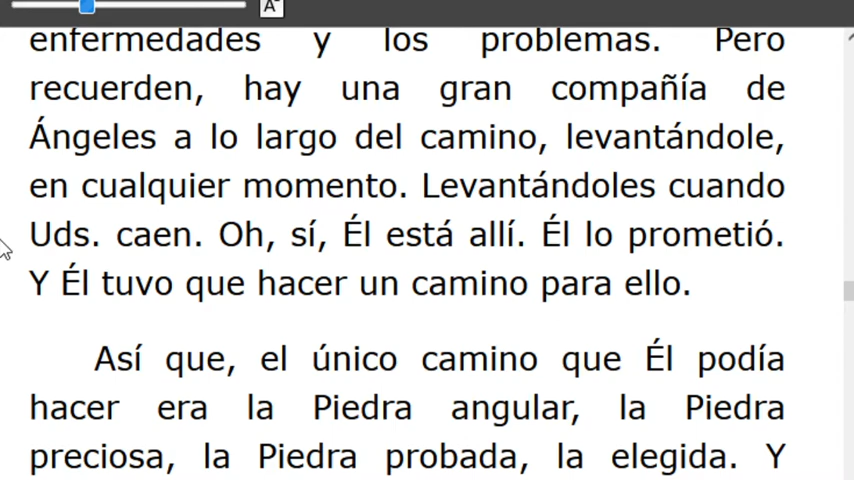 A
enfermedades y los problemas. Pero
recuerden, hay una gran compañía de
Ángeles a lo largo del camino, levantándole,
en cualquier momento. Levantándoles cuando
Uds. caen. Oh, sí, Él está allí. Él lo prometió.
Y Él tuvo que hacer un camino para ello.
Así que, el único camino que Él podía
hacer era la Piedra angular, la Piedra
preciosa, la Piedra probada, la elegida. Y